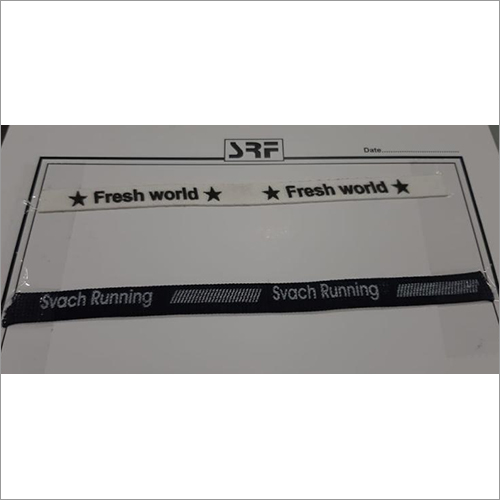 SRF
Date
★ Fresh world ★ ★ Fresh world ★
Svach Running Svach Running